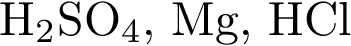 H₂SO₄, Mg, HCl